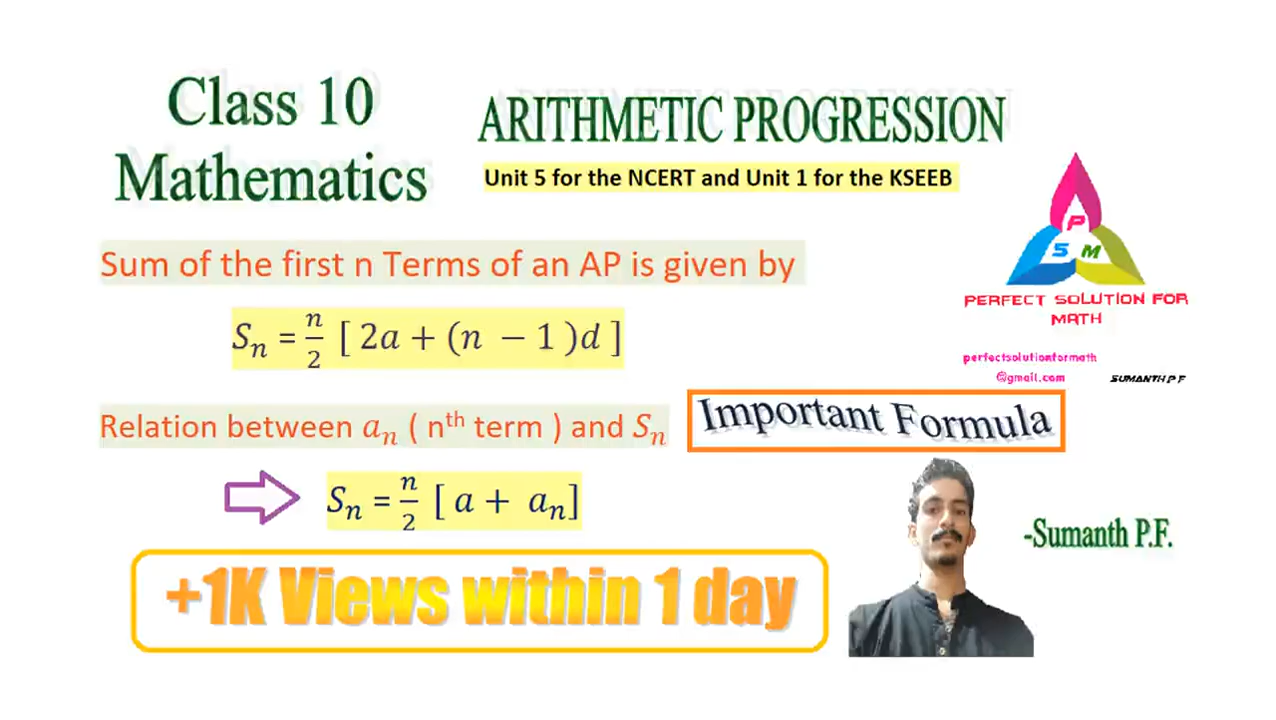 Class 10
Mathematics
ARITHMETIC PROGRESSION
Unit 5 for the NCERT and Unit 1 for the KSEEB
Sum of the first n Terms of an AP is given by
Sₙ = n/2 [ 2a + (n − 1 )d ]
P
S M
PERFECT SOLUTION FOR
MATH
perfectsolutionformath
@gmail.com
SUMANTH P F
Relation between aₙ ( nᵗʰ term ) and Sₙ
Important Formula
Sₙ = n/2 [ a + aₙ]
-Sumanth P.F.
+1K Views within 1 day